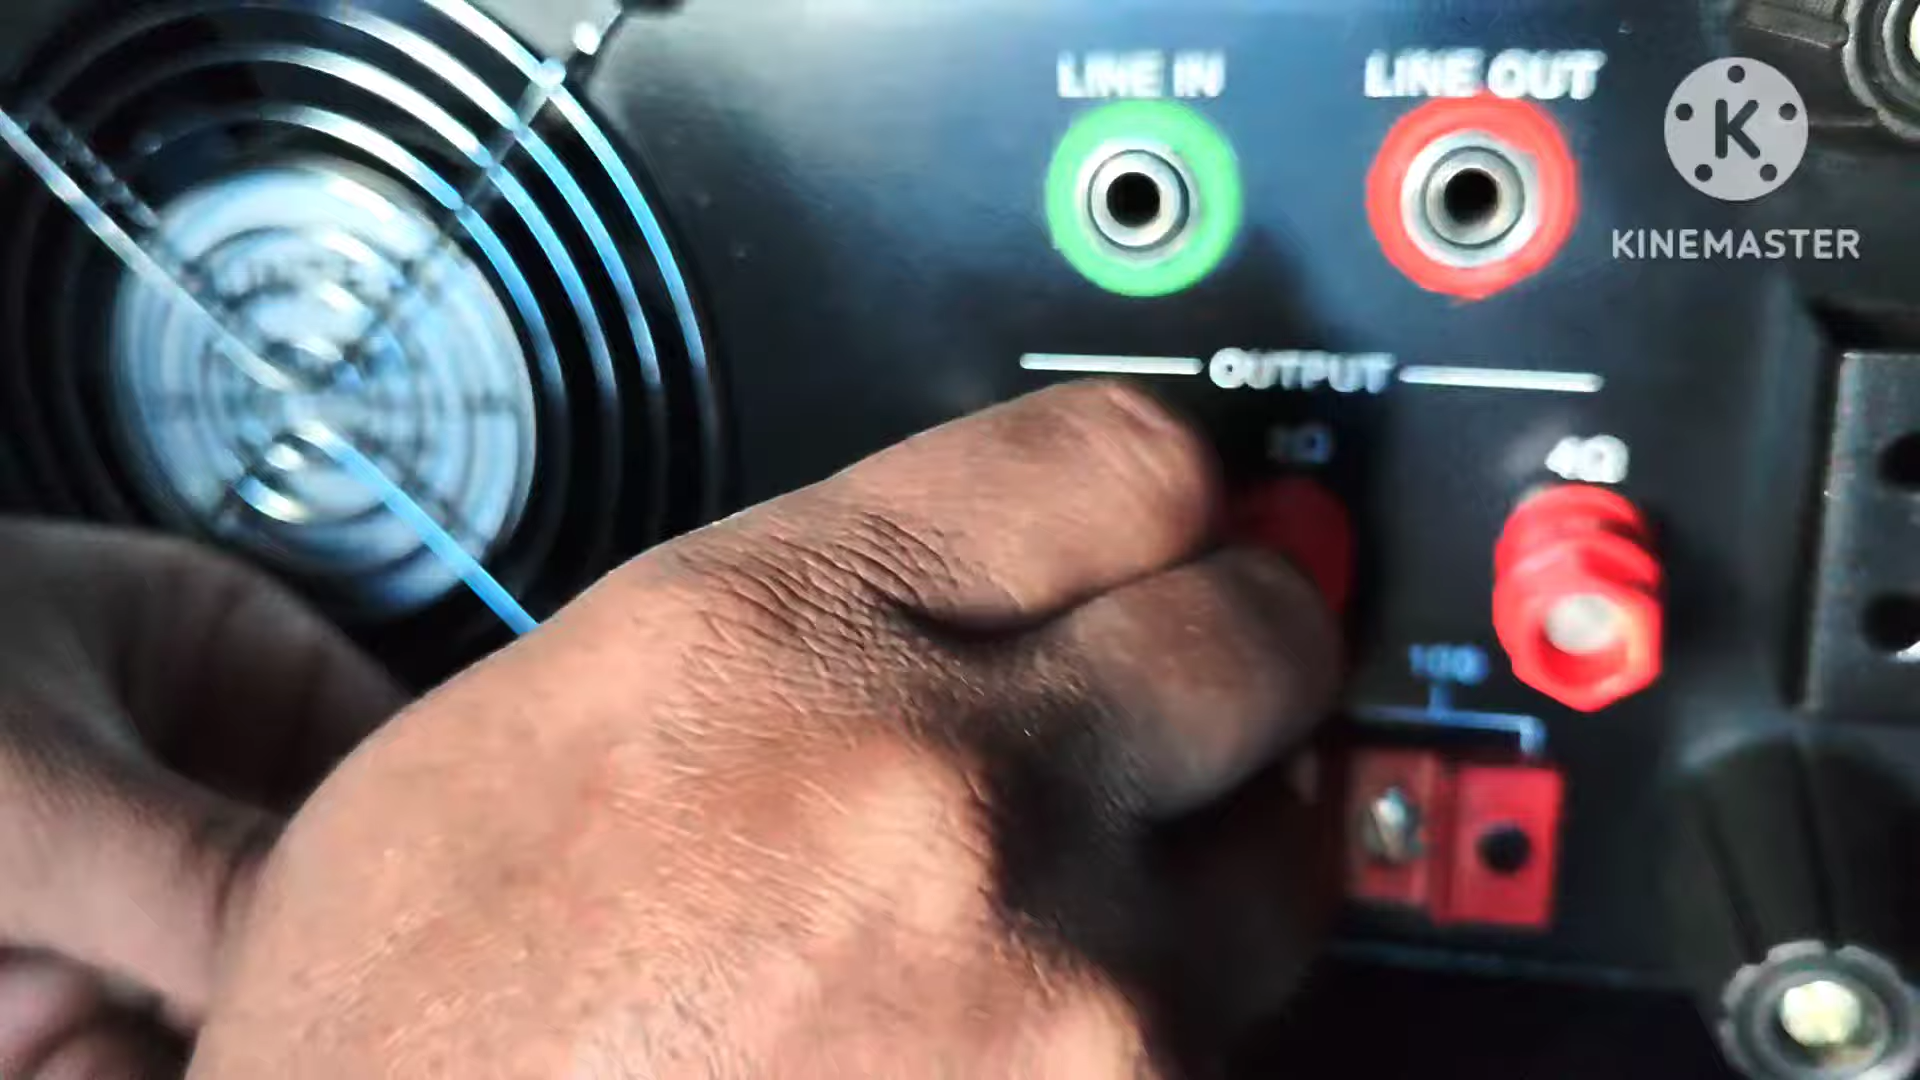 LINE IN
LINE OUT
K
KINEMASTER
OUTPUT
4Ω